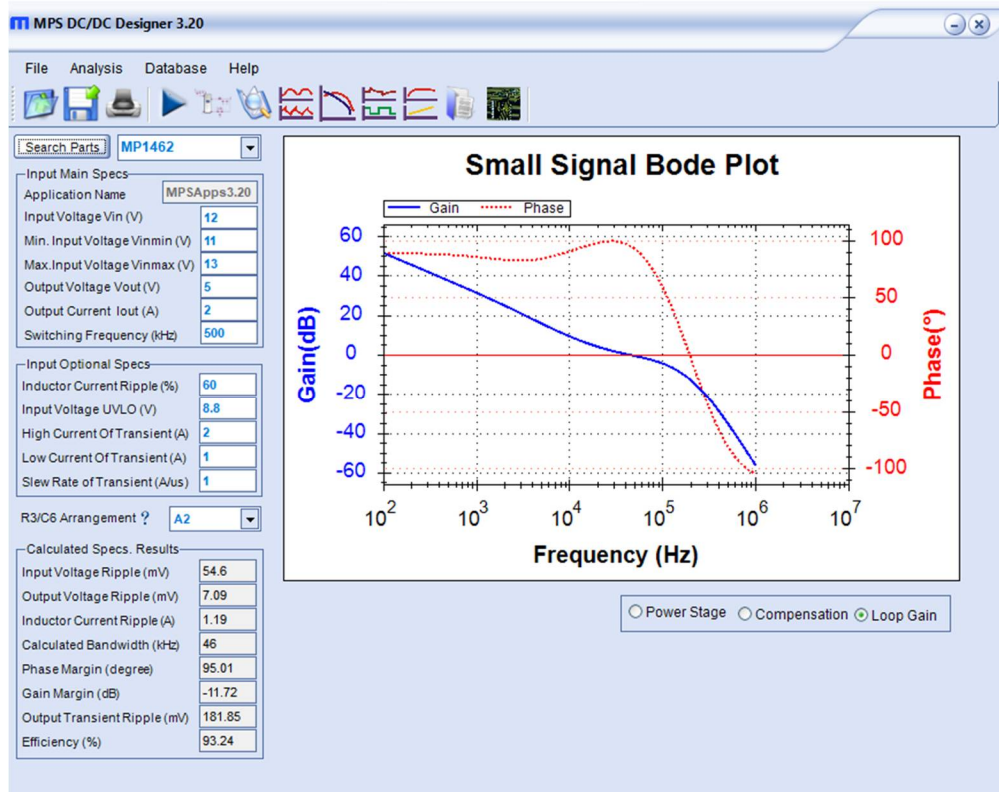 m MPS DC/DC Designer 3.20
File Analysis Database Help
Search Parts MP1462
Input Main Specs
Application Name MPSApps3.20
Input Voltage Vin (V) 12
Min. Input Voltage Vinmin (V) 11
Max.Input Voltage Vinmax (V) 13
Output Voltage Vout (V) 5
Output Current Iout (A) 2
Switching Frequency (kHz) 500
Input Optional Specs
Inductor Current Ripple (%) 60
Input Voltage UVLO (V) 8.8
High Current Of Transient (A) 2
Low Current Of Transient (A) 1
Slew Rate of Transient (A/us) 1
R3/C6 Arrangement ? A2
Calculated Specs. Results
Input Voltage Ripple (mV) 54.6
Output Voltage Ripple (mV) 7.09
Inductor Current Ripple (A) 1.19
Calculated Bandwidth (kHz) 46
Phase Margin (degree) 95.01
Gain Margin (dB) -11.72
Output Transient Ripple (mV) 181.85
Efficiency (%) 93.24
Small Signal Bode Plot
Gain Phase
Gain(dB)
60
40
20
0
-20
-40
-60
100
50
0
-50
-100
Phase(°)
10^2 10^3 10^4 10^5 10^6 10^7
Frequency (Hz)
Power Stage Compensation Loop Gain